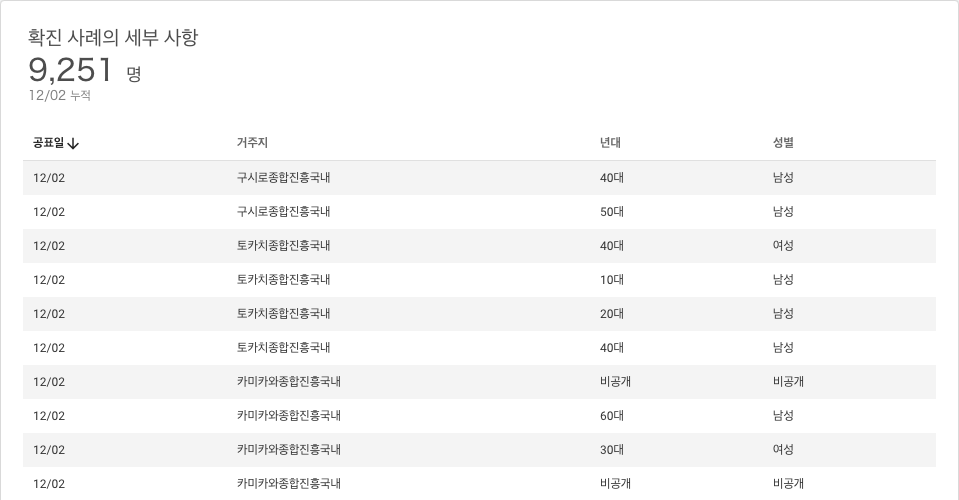 확진 사례의 세부 사항
9,251 명
12/02 누적
공표일 거주지 년대 성별
12/02 구시로종합진흥국내 40대 남성
12/02 구시로종합진흥국내 50대 남성
12/02 토카치종합진흥국내 40대 여성
12/02 토카치종합진흥국내 10대 남성
12/02 토카치종합진흥국내 20대 남성
12/02 토카치종합진흥국내 40대 남성
12/02 카미카와종합진흥국내 비공개 비공개
12/02 카미카와종합진흥국내 60대 남성
12/02 카미카와종합진흥국내 30대 여성
12/02 카미카와종합진흥국내 비공개 비공개